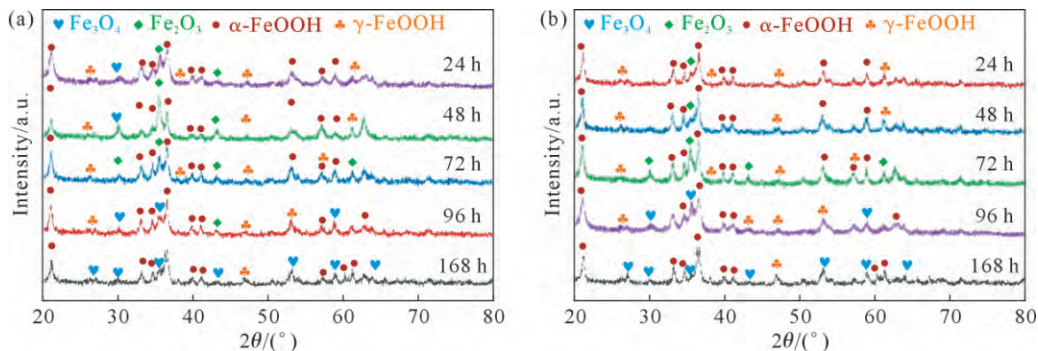 (a)
♥ Fe₃O₄ ◆ Fe₂O₃ ● α-FeOOH ♣ γ-FeOOH
24 h
48 h
72 h
96 h
168 h
Intensity/a.u.
20 30 40 50 60 70 80
2θ/(°)
(b)
♥ Fe₃O₄ ◆ Fe₂O₃ ● α-FeOOH ♣ γ-FeOOH
24 h
48 h
72 h
96 h
168 h
Intensity/a.u.
20 30 40 50 60 70 80
2θ/(°)